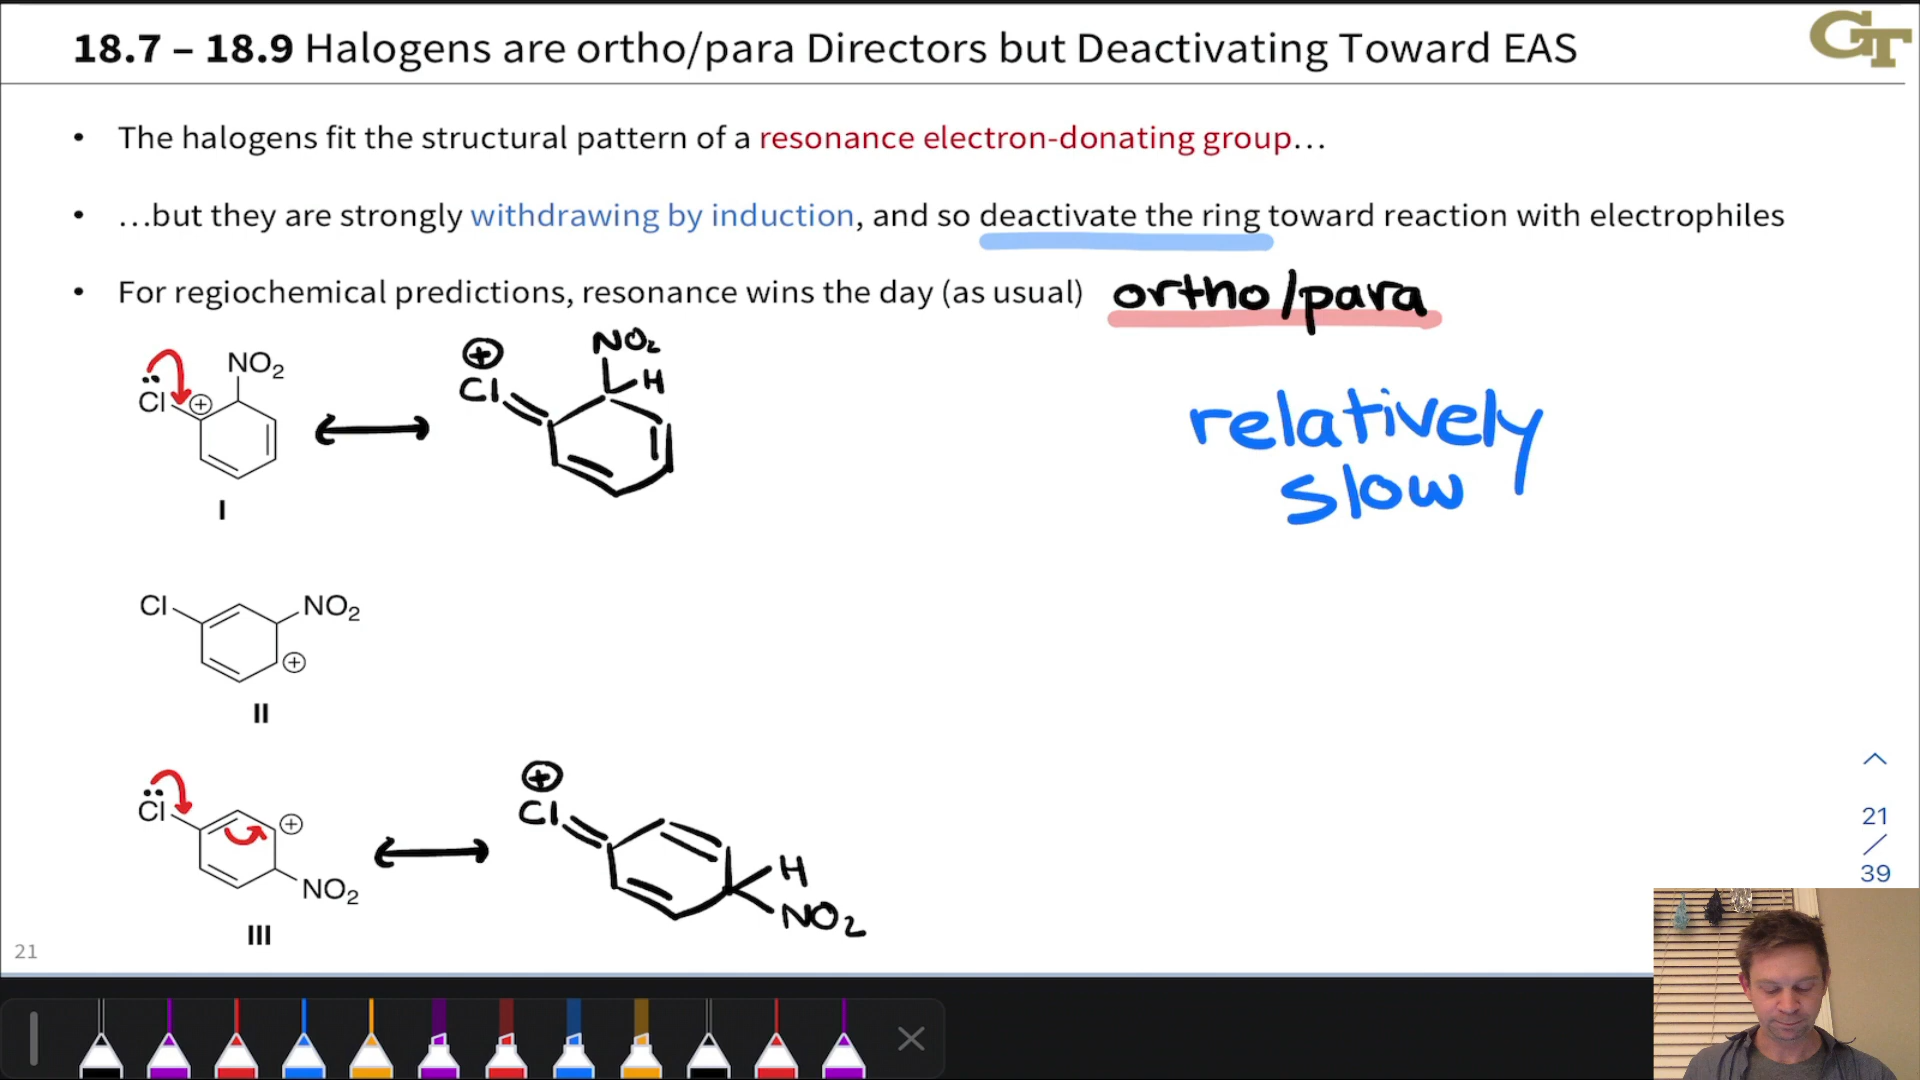 18.7 – 18.9 Halogens are ortho/para Directors but Deactivating Toward EAS
GT
• The halogens fit the structural pattern of a resonance electron-donating group…
• …but they are strongly withdrawing by induction, and so deactivate the ring toward reaction with electrophiles
• For regiochemical predictions, resonance wins the day (as usual) ortho/para
NO2
Cl
+
I
+
Cl
NO2
H
relatively
slow
Cl
NO2
+
II
Cl
+
NO2
III
+
Cl
H
NO2
21
/
39
21